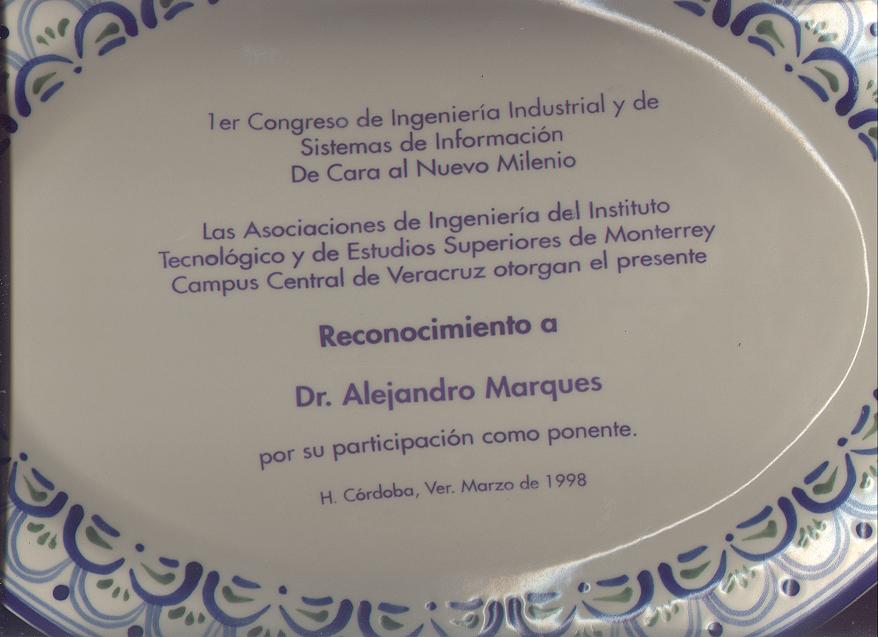 1er Congreso de Ingeniería Industrial y de
Sistemas de Información
De Cara al Nuevo Milenio
Las Asociaciones de Ingeniería del Instituto
Tecnológico y de Estudios Superiores de Monterrey
Campus Central de Veracruz otorgan el presente
Reconocimiento a
Dr. Alejandro Marques
por su participación como ponente.
H. Córdoba, Ver. Marzo de 1998